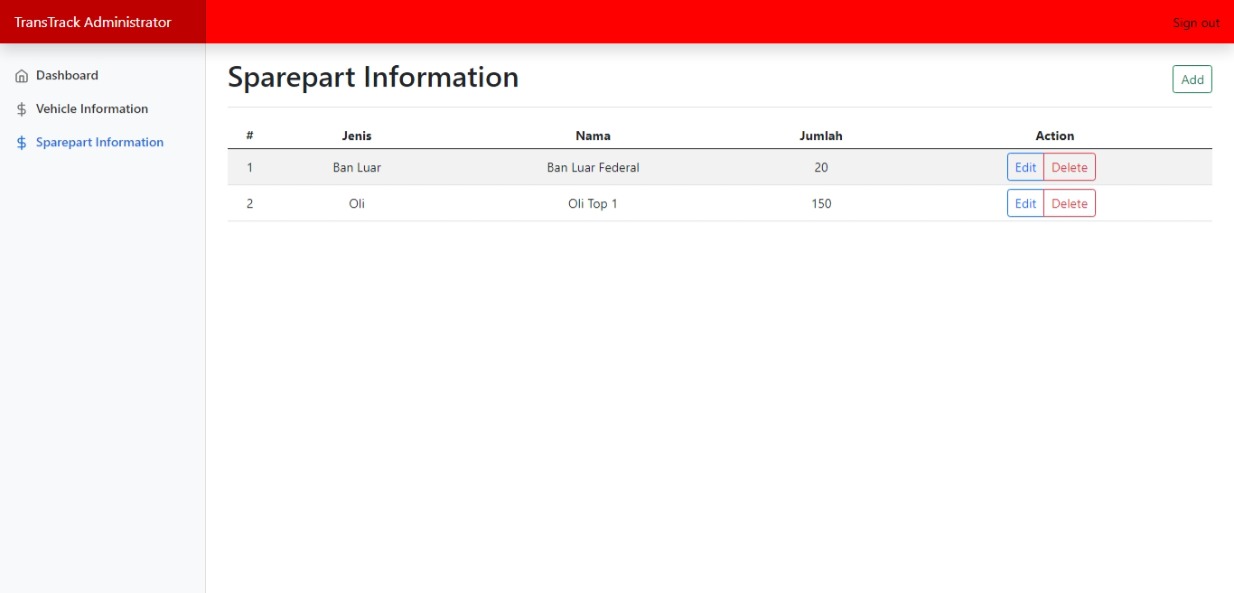 TransTrack Administrator Sign out
Dashboard
Vehicle Information
Sparepart Information
Sparepart Information Add
# Jenis Nama Jumlah Action
1 Ban Luar Ban Luar Federal 20 Edit Delete
2 Oli Oli Top 1 150 Edit Delete